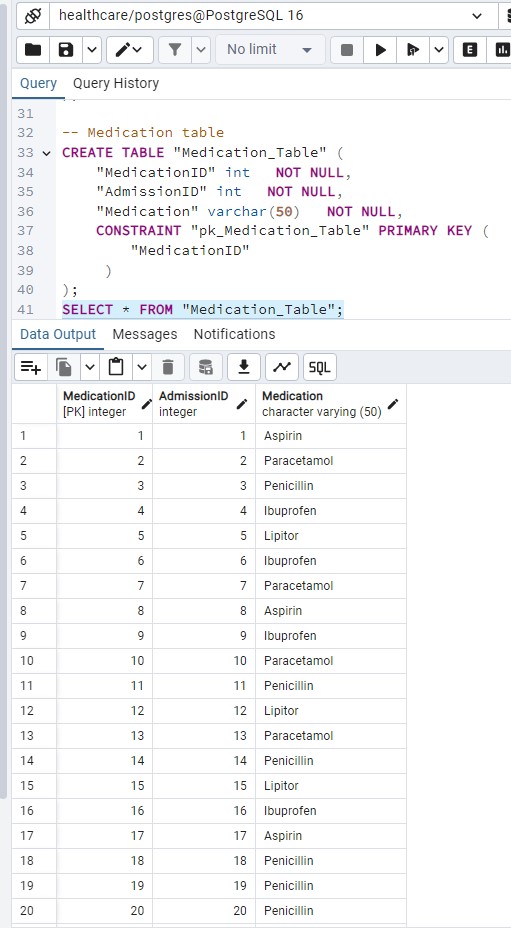 healthcare/postgres@PostgreSQL 16
No limit
E
Query Query History
31
32 -- Medication table
33 CREATE TABLE "Medication_Table" (
34 "MedicationID" int NOT NULL,
35 "AdmissionID" int NOT NULL,
36 "Medication" varchar(50) NOT NULL,
37 CONSTRAINT "pk_Medication_Table" PRIMARY KEY (
38 "MedicationID"
39 )
40 );
41 SELECT * FROM "Medication_Table";
Data Output Messages Notifications
SQL
MedicationID AdmissionID Medication
[PK] integer integer character varying (50)
1 1 1 Aspirin
2 2 2 Paracetamol
3 3 3 Penicillin
4 4 4 Ibuprofen
5 5 5 Lipitor
6 6 6 Ibuprofen
7 7 7 Paracetamol
8 8 8 Aspirin
9 9 9 Ibuprofen
10 10 10 Paracetamol
11 11 11 Penicillin
12 12 12 Lipitor
13 13 13 Paracetamol
14 14 14 Penicillin
15 15 15 Lipitor
16 16 16 Ibuprofen
17 17 17 Aspirin
18 18 18 Penicillin
19 19 19 Penicillin
20 20 20 Penicillin